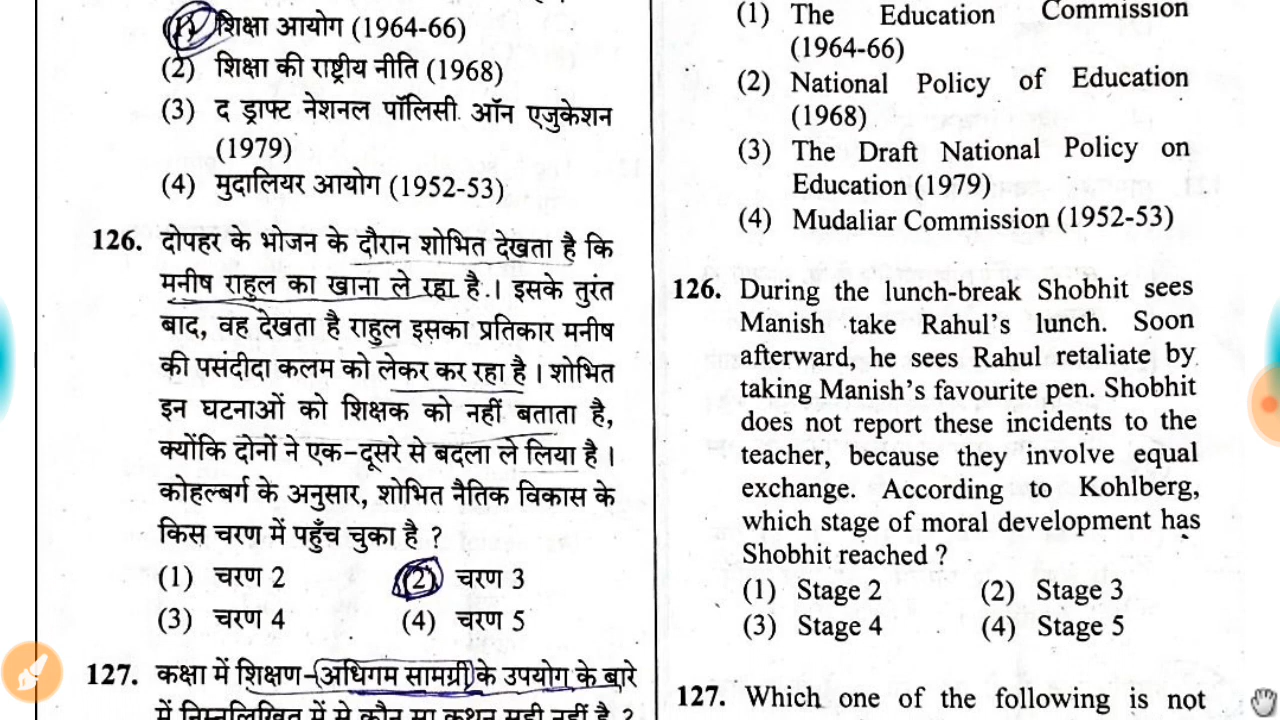 (1) शिक्षा आयोग (1964-66)
(2) शिक्षा की राष्ट्रीय नीति (1968)
(3) द ड्राफ्ट नेशनल पॉलिसी ऑन एजुकेशन
(1979)
(4) मुदालियर आयोग (1952-53)
126. दोपहर के भोजन के दौरान शोभित देखता है कि
मनीष राहुल का खाना ले रहा है । इसके तुरंत
बाद, वह देखता है राहुल इसका प्रतिकार मनीष
की पसंदीदा कलम को लेकर कर रहा है । शोभित
इन घटनाओं को शिक्षक को नहीं बताता है,
क्योंकि दोनों ने एक-दूसरे से बदला ले लिया है ।
कोहल्बर्ग के अनुसार, शोभित नैतिक विकास के
किस चरण में पहुँच चुका है ?
(1) चरण 2 (2) चरण 3
(3) चरण 4 (4) चरण 5
127. कक्षा में शिक्षण-अधिगम सामग्री के उपयोग के बारे
में निम्नलिखित में से कौन सा कथन सही नहीं है ?
(1) The Education Commission
(1964-66)
(2) National Policy of Education
(1968)
(3) The Draft National Policy on
Education (1979)
(4) Mudaliar Commission (1952-53)
126. During the lunch-break Shobhit sees
Manish take Rahul's lunch. Soon
afterward, he sees Rahul retaliate by
taking Manish's favourite pen. Shobhit
does not report these incidents to the
teacher, because they involve equal
exchange. According to Kohlberg,
which stage of moral development has
Shobhit reached ?
(1) Stage 2 (2) Stage 3
(3) Stage 4 (4) Stage 5
127. Which one of the following is not